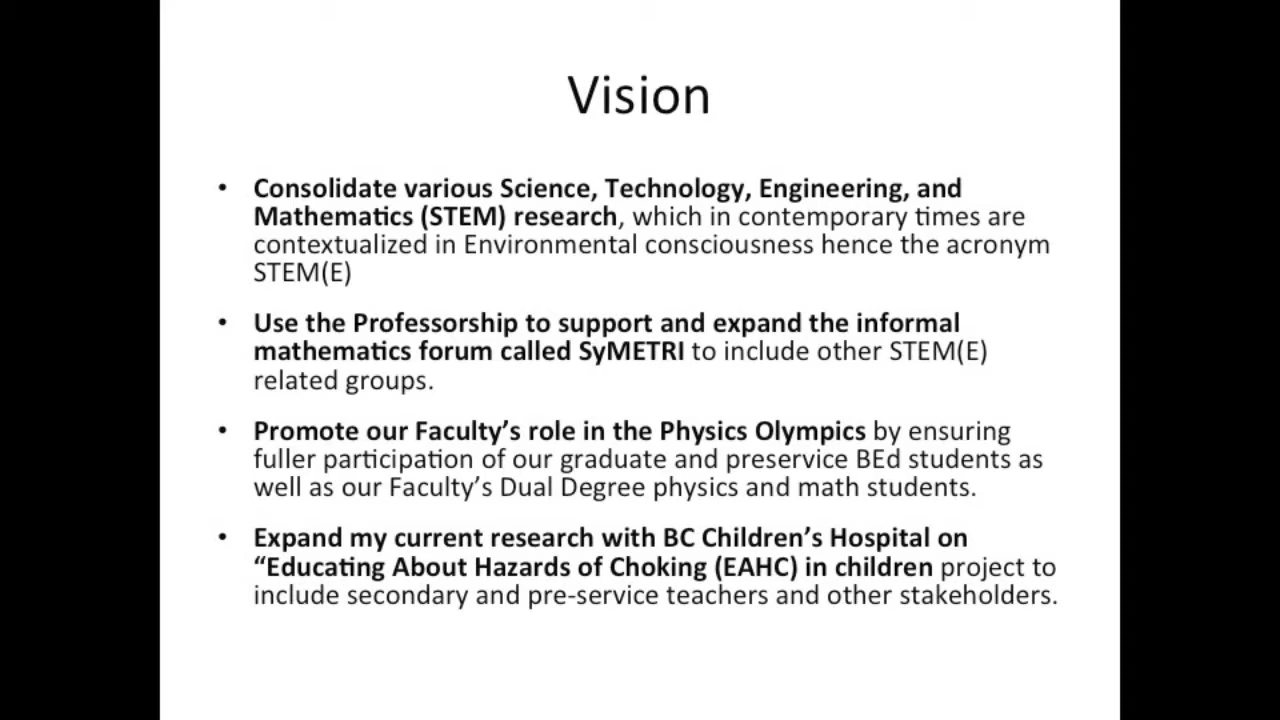 Vision
• Consolidate various Science, Technology, Engineering, and
Mathematics (STEM) research, which in contemporary times are
contextualized in Environmental consciousness hence the acronym
STEM(E)
• Use the Professorship to support and expand the informal
mathematics forum called SyMETRI to include other STEM(E)
related groups.
• Promote our Faculty’s role in the Physics Olympics by ensuring
fuller participation of our graduate and preservice BEd students as
well as our Faculty’s Dual Degree physics and math students.
• Expand my current research with BC Children’s Hospital on
“Educating About Hazards of Choking (EAHC) in children project to
include secondary and pre-service teachers and other stakeholders.